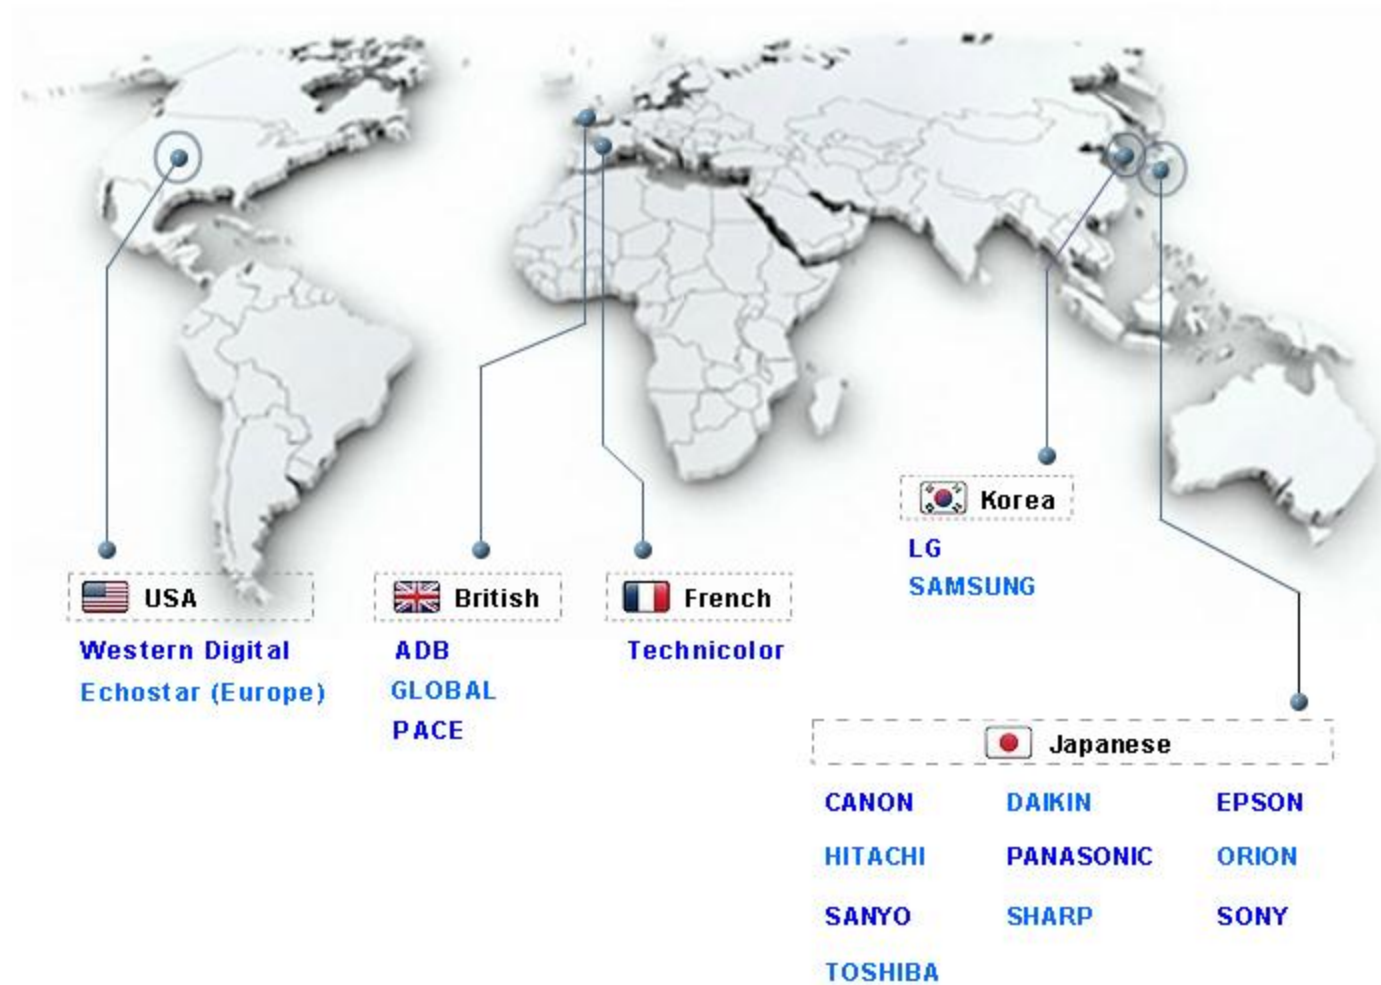 Korea
LG
SAMSUNG
USA
Western Digital
Echostar (Europe)
British
ADB
GLOBAL
PACE
French
Technicolor
Japanese
CANON DAIKIN EPSON
HITACHI PANASONIC ORION
SANYO SHARP SONY
TOSHIBA